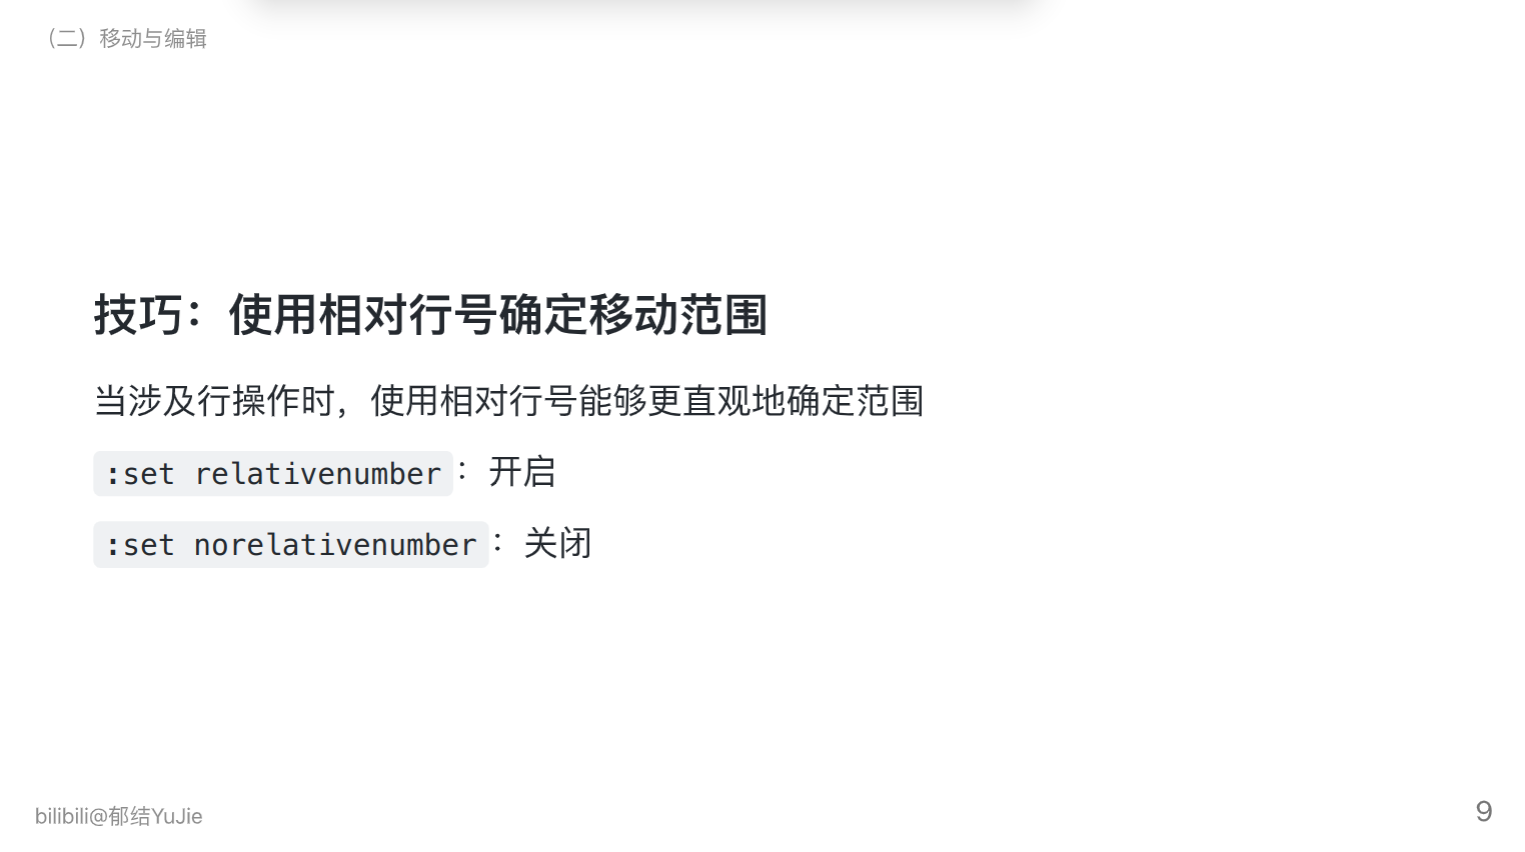 （二）移动与编辑
技巧：使用相对行号确定移动范围
当涉及行操作时，使用相对行号能够更直观地确定范围
:set relativenumber：开启
:set norelativenumber：关闭
bilibili@郁结YuJie
9